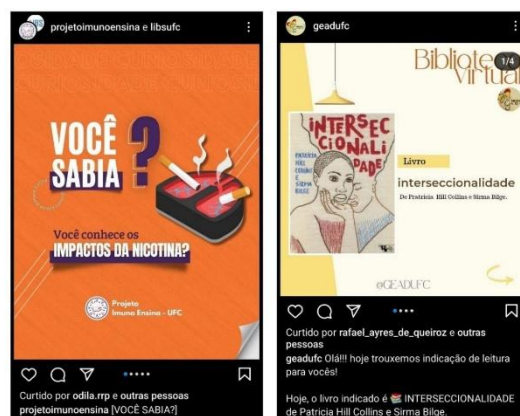 projetoimunoensina e libsufc
VOCÊ
SABIA
?
Você conhece os
IMPACTOS DA NICOTINA?
Projeto
Imuno Ensina - UFC
Curtido por odila.rrp e outras pessoas
projetoimunoensina [VOCÊ SABIA?]
geadufc
1/4
Bibliote
Virtual
INTERSEC
CIONALI
DADE
PATRICIA
HILL
COLLINS
E
SIRMA
BILGE
Livro
interseccionalidade
De Pratricia Hill Collins e Sirma Bilge.
@GEADUFC
Curtido por rafael_ayres_de_queiroz e outras
pessoas
geadufc Olá!!! hoje trouxemos indicação de leitura
para vocês!
Hoje, o livro indicado é 📚 INTERSECCIONALIDADE
de Patricia Hill Collins e Sirma Bilge.